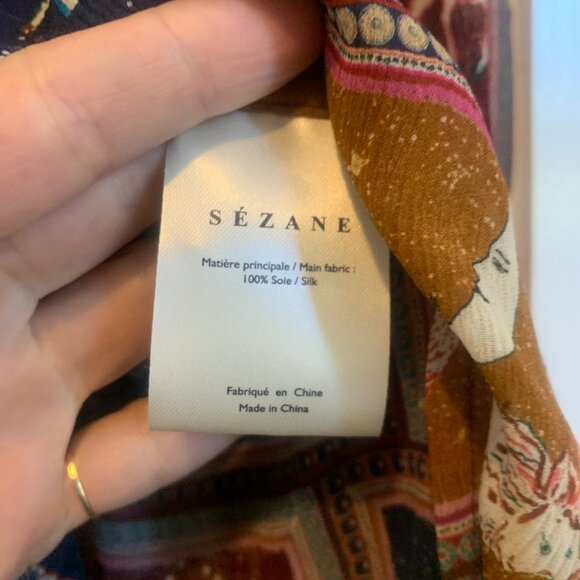 SÉZANE
Matière principale / Main fabric :
100% Soie / Silk
Fabriqué en Chine
Made in China